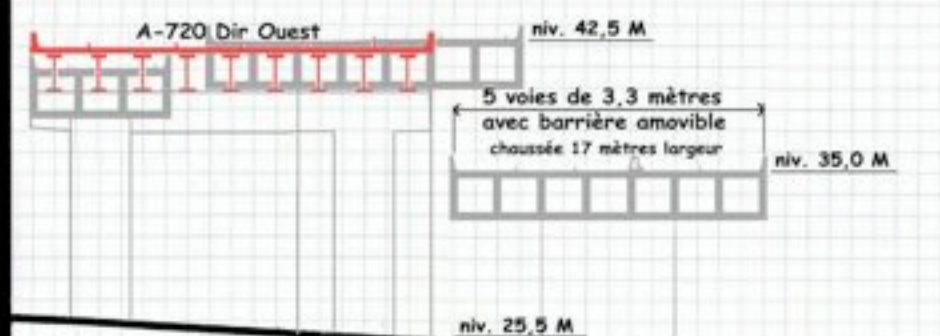 A-720 Dir Ouest
niv. 42,5 M
5 voies de 3,3 mètres
avec barrière amovible
chaussée 17 mètres largeur
niv. 35,0 M
niv. 25,5 M